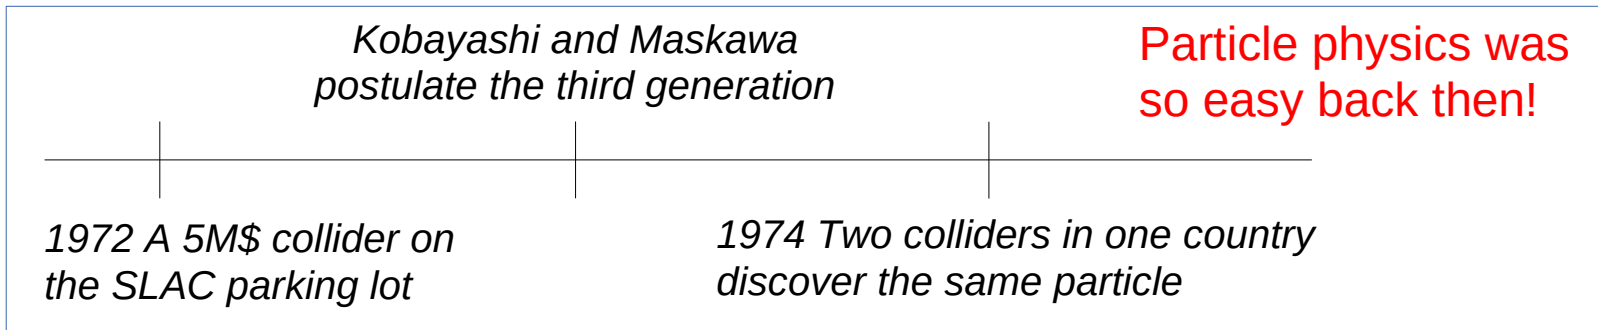 Kobayashi and Maskawa
postulate the third generation
Particle physics was
so easy back then!
1972 A 5M$ collider on
the SLAC parking lot
1974 Two colliders in one country
discover the same particle